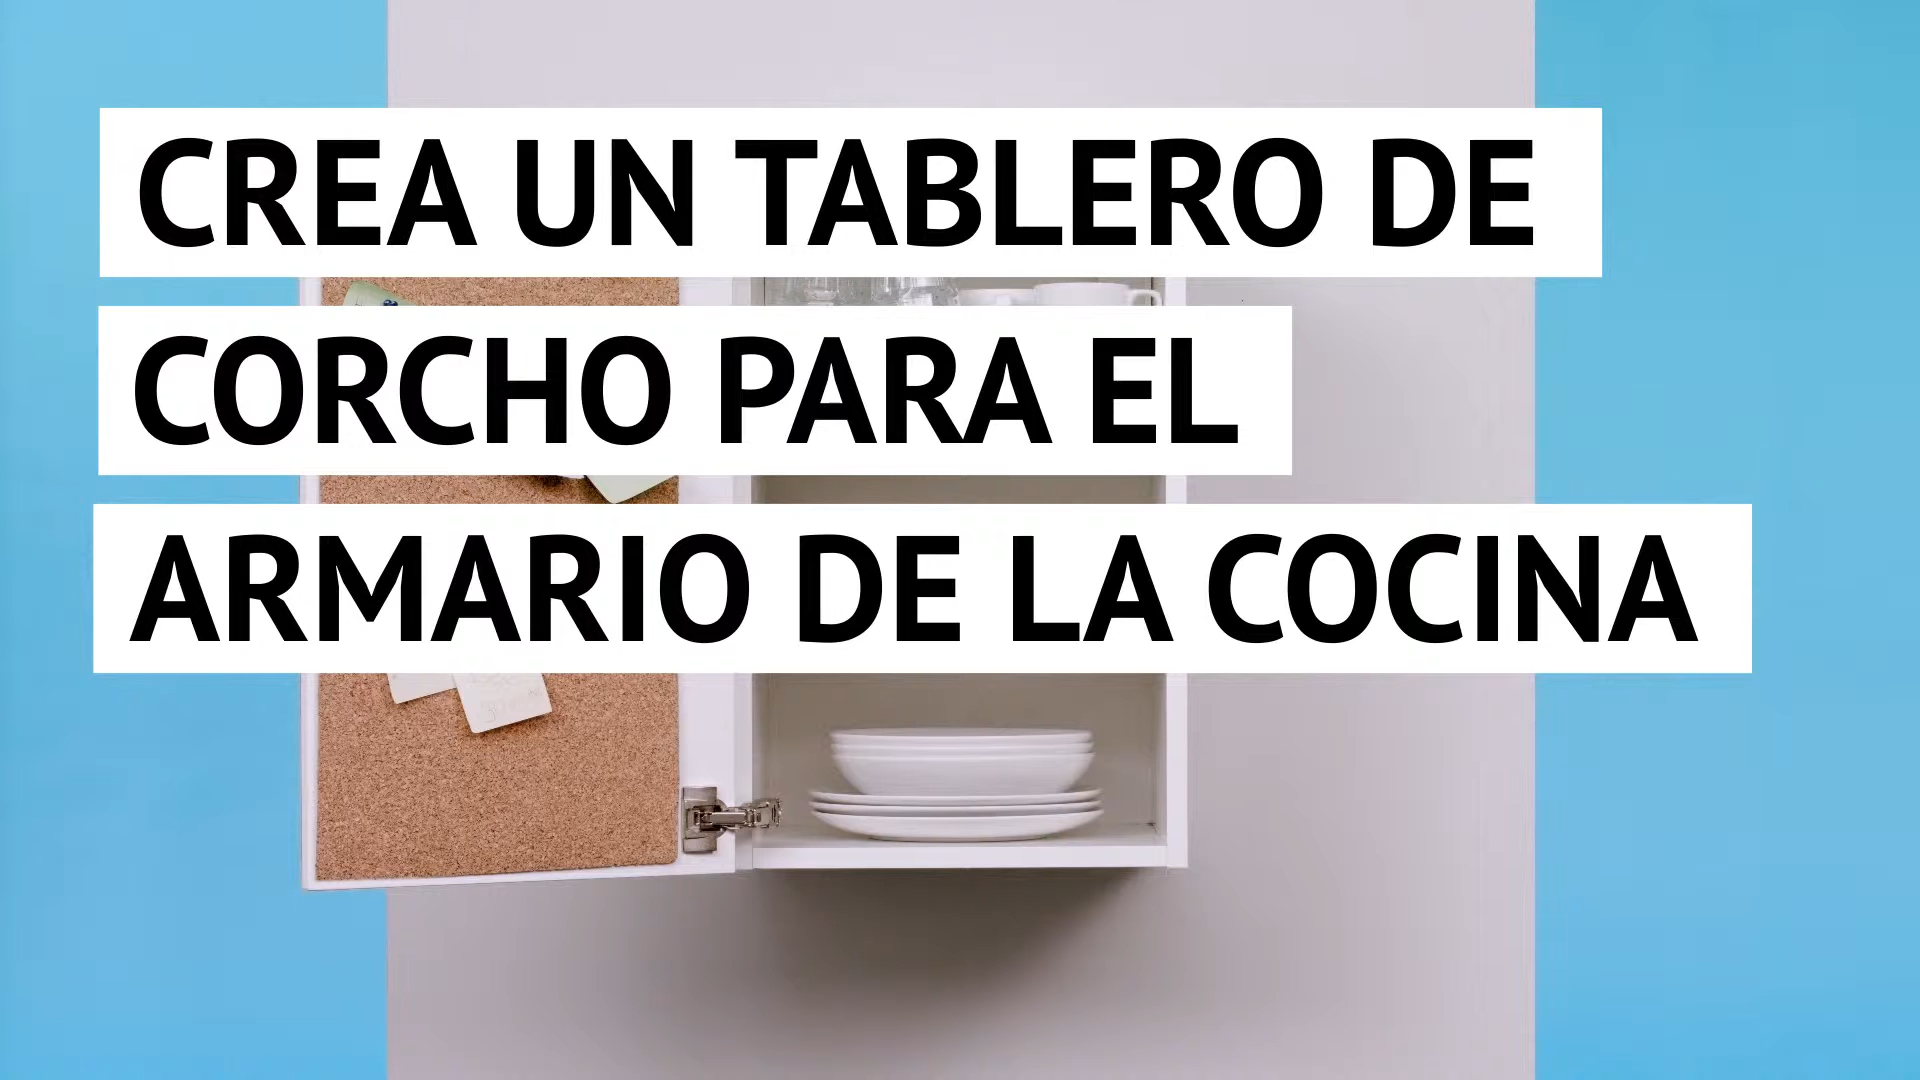 CREA UN TABLERO DE
CORCHO PARA EL
ARMARIO DE LA COCINA